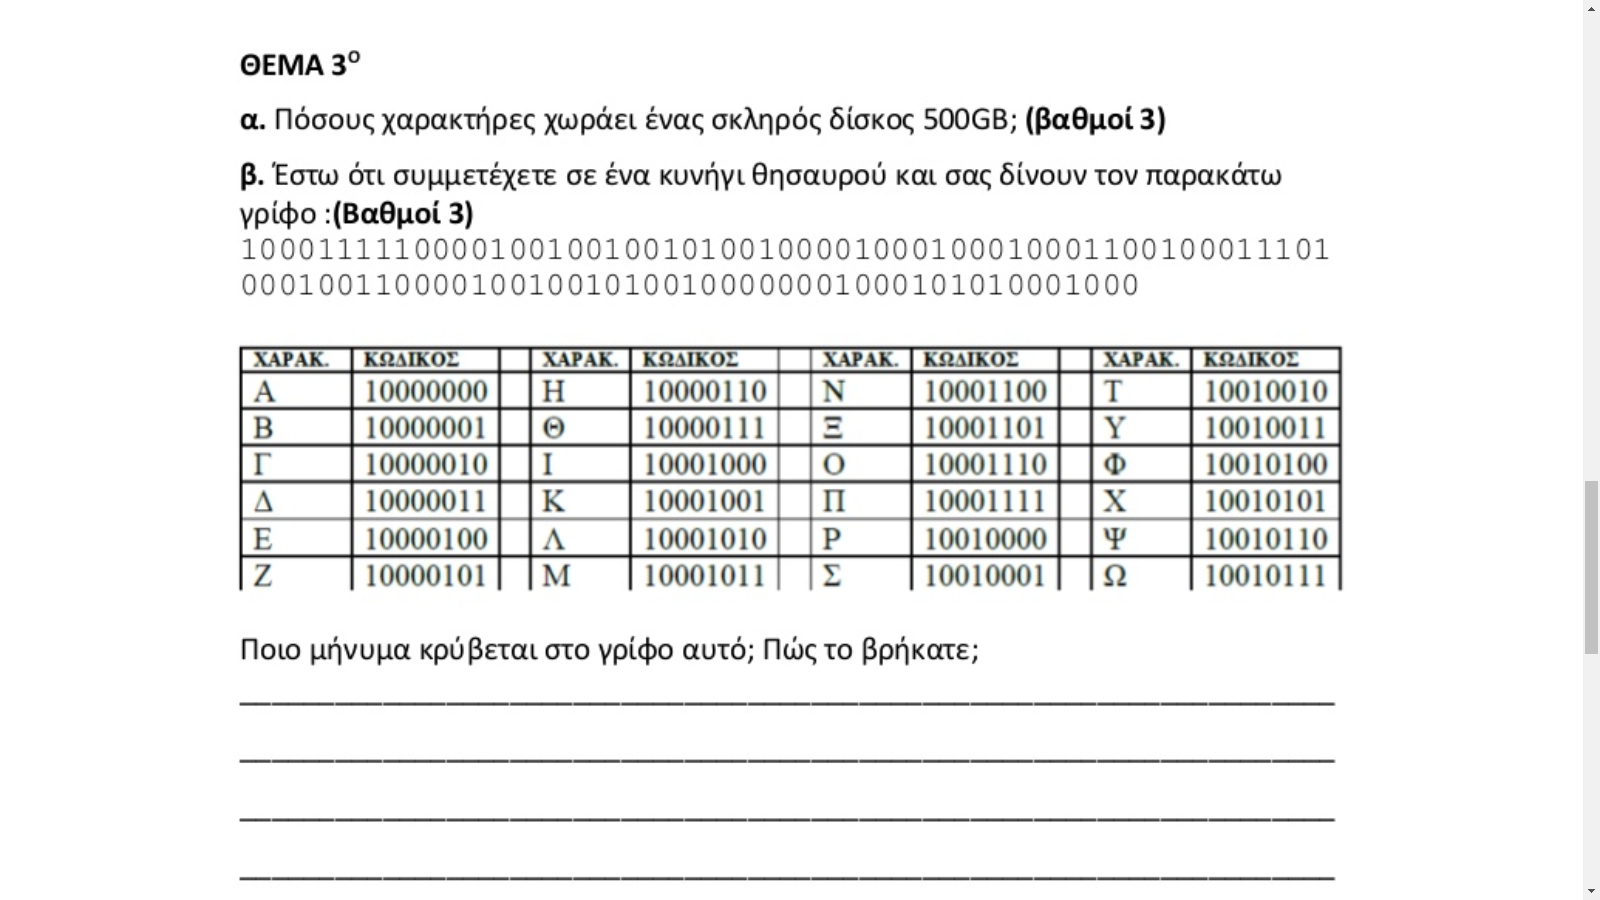 ΘΕΜΑ 3ο
α. Πόσους χαρακτήρες χωράει ένας σκληρός δίσκος 500GB; (βαθμοί 3)
β. Έστω ότι συμμετέχετε σε ένα κυνήγι θησαυρού και σας δίνουν τον παρακάτω
γρίφο :(Βαθμοί 3)
100011111000010010010010100100001000100010001100100011101
00010011000010010010100100000001000101010001000
ΧΑΡΑΚ. ΚΩΔΙΚΟΣ ΧΑΡΑΚ. ΚΩΔΙΚΟΣ ΧΑΡΑΚ. ΚΩΔΙΚΟΣ ΧΑΡΑΚ. ΚΩΔΙΚΟΣ
Α 10000000 Η 10000110 Ν 10001100 Τ 10010010
Β 10000001 Θ 10000111 Ξ 10001101 Υ 10010011
Γ 10000010 Ι 10001000 Ο 10001110 Φ 10010100
Δ 10000011 Κ 10001001 Π 10001111 Χ 10010101
Ε 10000100 Λ 10001010 Ρ 10010000 Ψ 10010110
Ζ 10000101 Μ 10001011 Σ 10010001 Ω 10010111
Ποιο μήνυμα κρύβεται στο γρίφο αυτό; Πώς το βρήκατε;